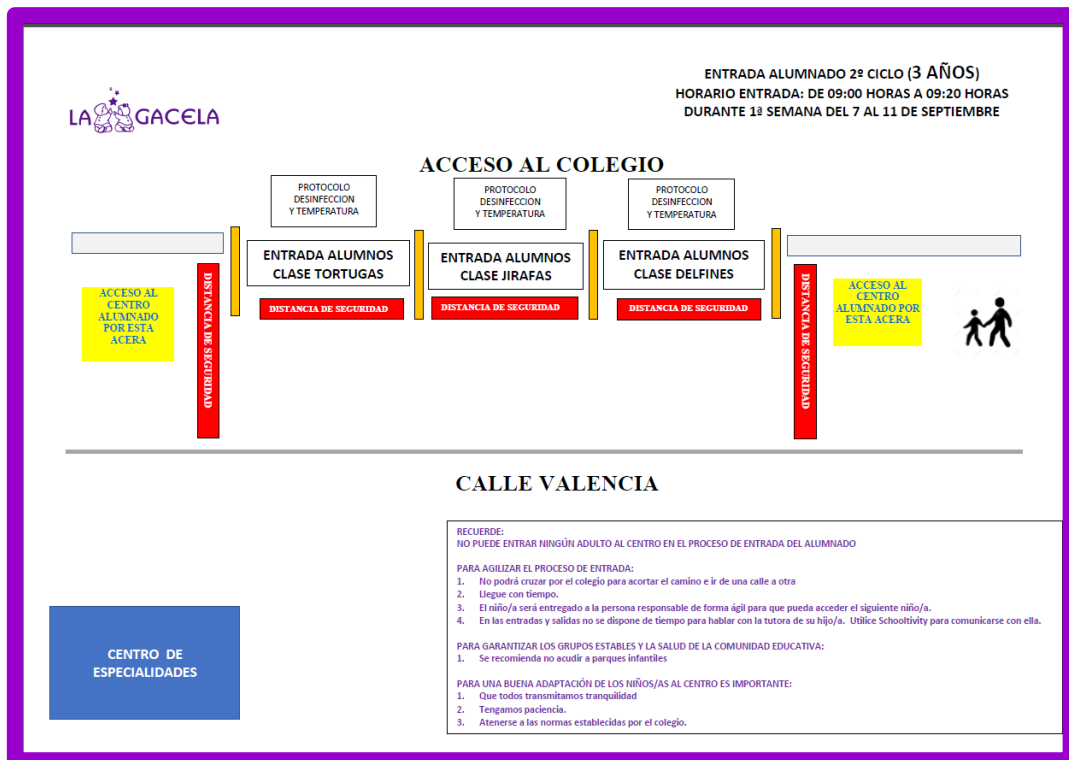 LA GACELA
ENTRADA ALUMNADO 2º CICLO (3 AÑOS)
HORARIO ENTRADA: DE 09:00 HORAS A 09:20 HORAS
DURANTE 1ª SEMANA DEL 7 AL 11 DE SEPTIEMBRE
ACCESO AL COLEGIO
PROTOCOLO
DESINFECCION
Y TEMPERATURA
PROTOCOLO
DESINFECCION
Y TEMPERATURA
PROTOCOLO
DESINFECCION
Y TEMPERATURA
ENTRADA ALUMNOS
CLASE TORTUGAS
ENTRADA ALUMNOS
CLASE JIRAFAS
ENTRADA ALUMNOS
CLASE DELFINES
DISTANCIA DE SEGURIDAD
DISTANCIA DE SEGURIDAD
DISTANCIA DE SEGURIDAD
ACCESO AL
CENTRO
ALUMNADO
POR ESTA
ACERA
DISTANCIA DE SEGURIDAD
DISTANCIA DE SEGURIDAD
ACCESO AL
CENTRO
ALUMNADO POR
ESTA ACERA
CALLE VALENCIA
RECUERDE:
NO PUEDE ENTRAR NINGÚN ADULTO AL CENTRO EN EL PROCESO DE ENTRADA DEL ALUMNADO
PARA AGILIZAR EL PROCESO DE ENTRADA:
1. No podrá cruzar por el colegio para acortar el camino e ir de una calle a otra
2. Llegue con tiempo.
3. El niño/a será entregado a la persona responsable de forma ágil para que pueda acceder el siguiente niño/a.
4. En las entradas y salidas no se dispone de tiempo para hablar con la tutora de su hijo/a. Utilice Schooltivity para comunicarse con ella.
PARA GARANTIZAR LOS GRUPOS ESTABLES Y LA SALUD DE LA COMUNIDAD EDUCATIVA:
1. Se recomienda no acudir a parques infantiles
PARA UNA BUENA ADAPTACIÓN DE LOS NIÑOS/AS AL CENTRO ES IMPORTANTE:
1. Que todos transmitamos tranquilidad
2. Tengamos paciencia.
3. Atenerse a las normas establecidas por el colegio.
CENTRO DE
ESPECIALIDADES